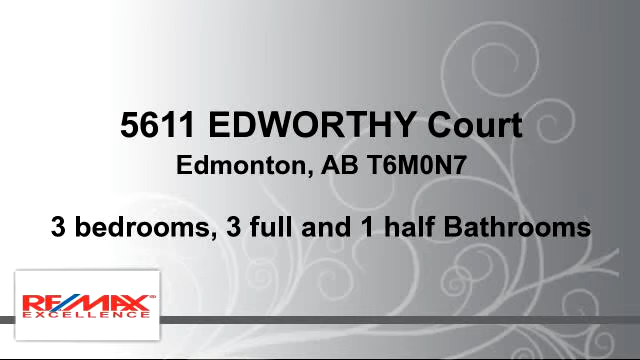 5611 EDWORTHY Court
Edmonton, AB T6M0N7
3 bedrooms, 3 full and 1 half Bathrooms
RE/MAX
EXCELLENCE